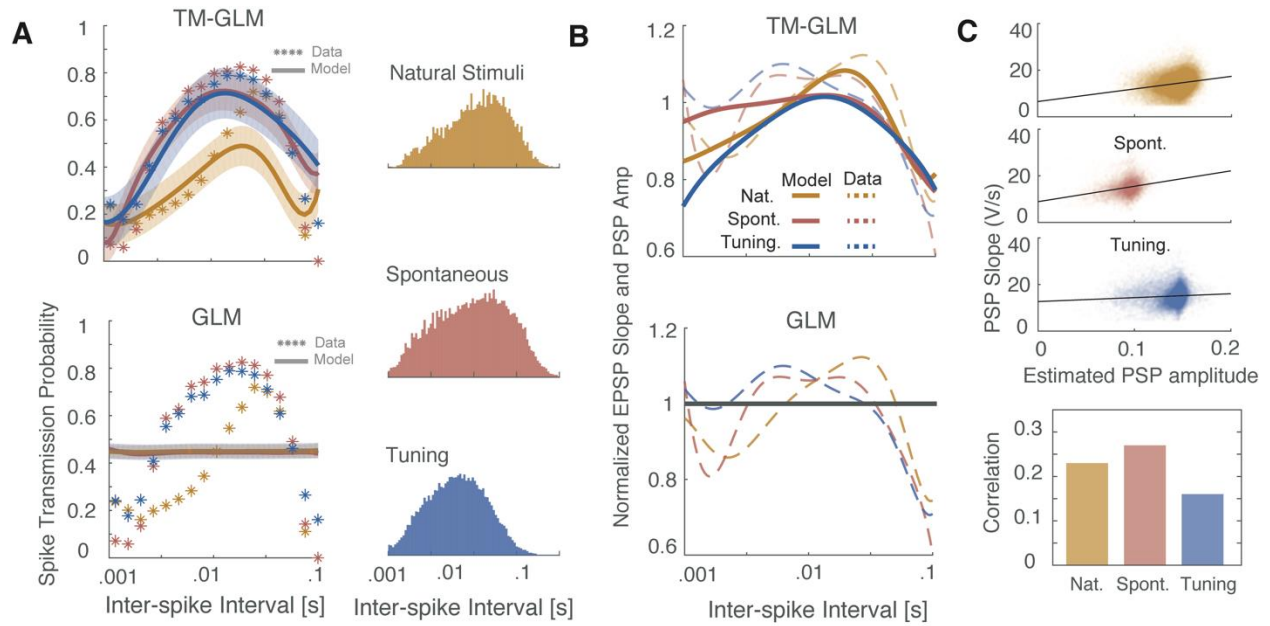 A
TM-GLM
1
0.8
0.6
0.4
0.2
0
Data
Model
Natural Stimuli
Spontaneous
Tuning
GLM
1
0.8
0.6
0.4
0.2
0
Data
Model
Spike Transmission Probability
.001
.01
.1
Inter-spike Interval [s]
.001
.01
.1
Inter-spike Interval [s]
B
TM-GLM
1.2
1
0.8
0.6
Model
Data
Nat.
Spont.
Tuning.
Normalized EPSP Slope and PSP Amp
GLM
1.2
1
0.8
0.6
.001
.01
.1
Inter-spike Interval [s]
C
40
20
0
Spont.
40
20
0
Tuning.
40
20
0
PSP Slope (V/s)
0
0.1
0.2
Estimated PSP amplitude
0.3
0.2
0.1
0
Correlation
Nat.
Spont.
Tuning